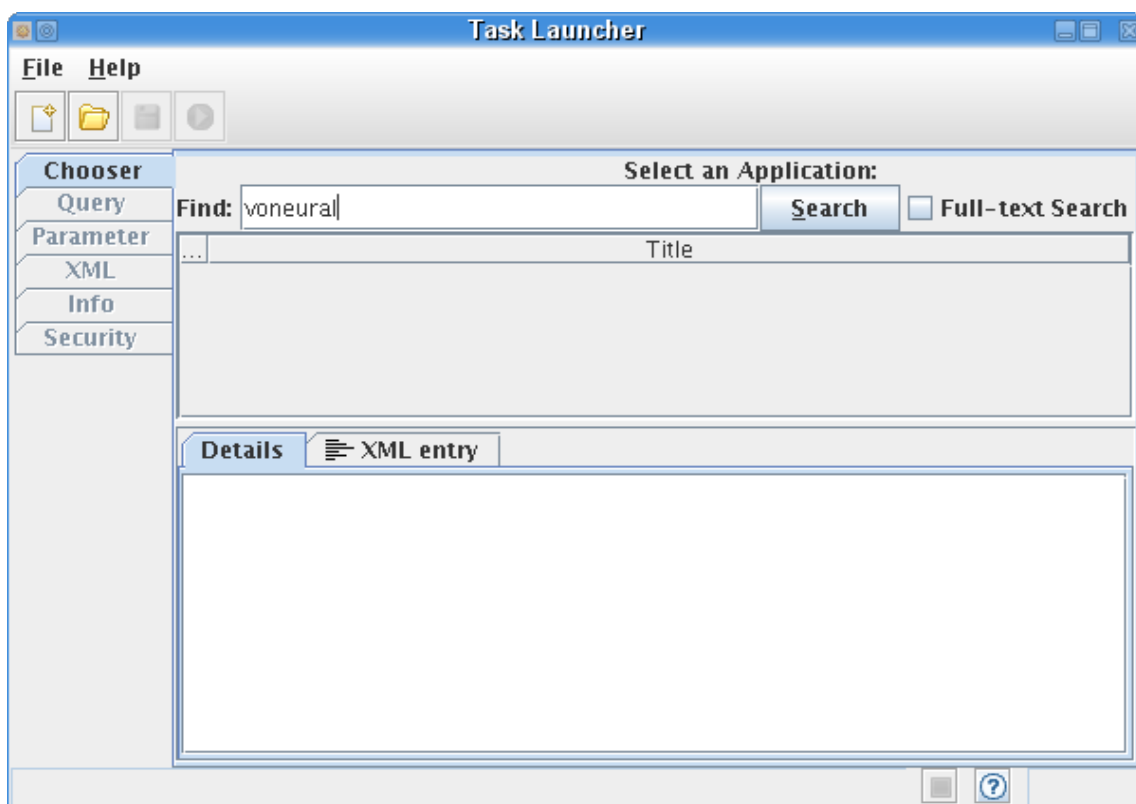 Task Launcher
File Help
Chooser
Query
Parameter
XML
Info
Security
Select an Application:
Find: voneural Search Full-text Search
... Title
Details XML entry